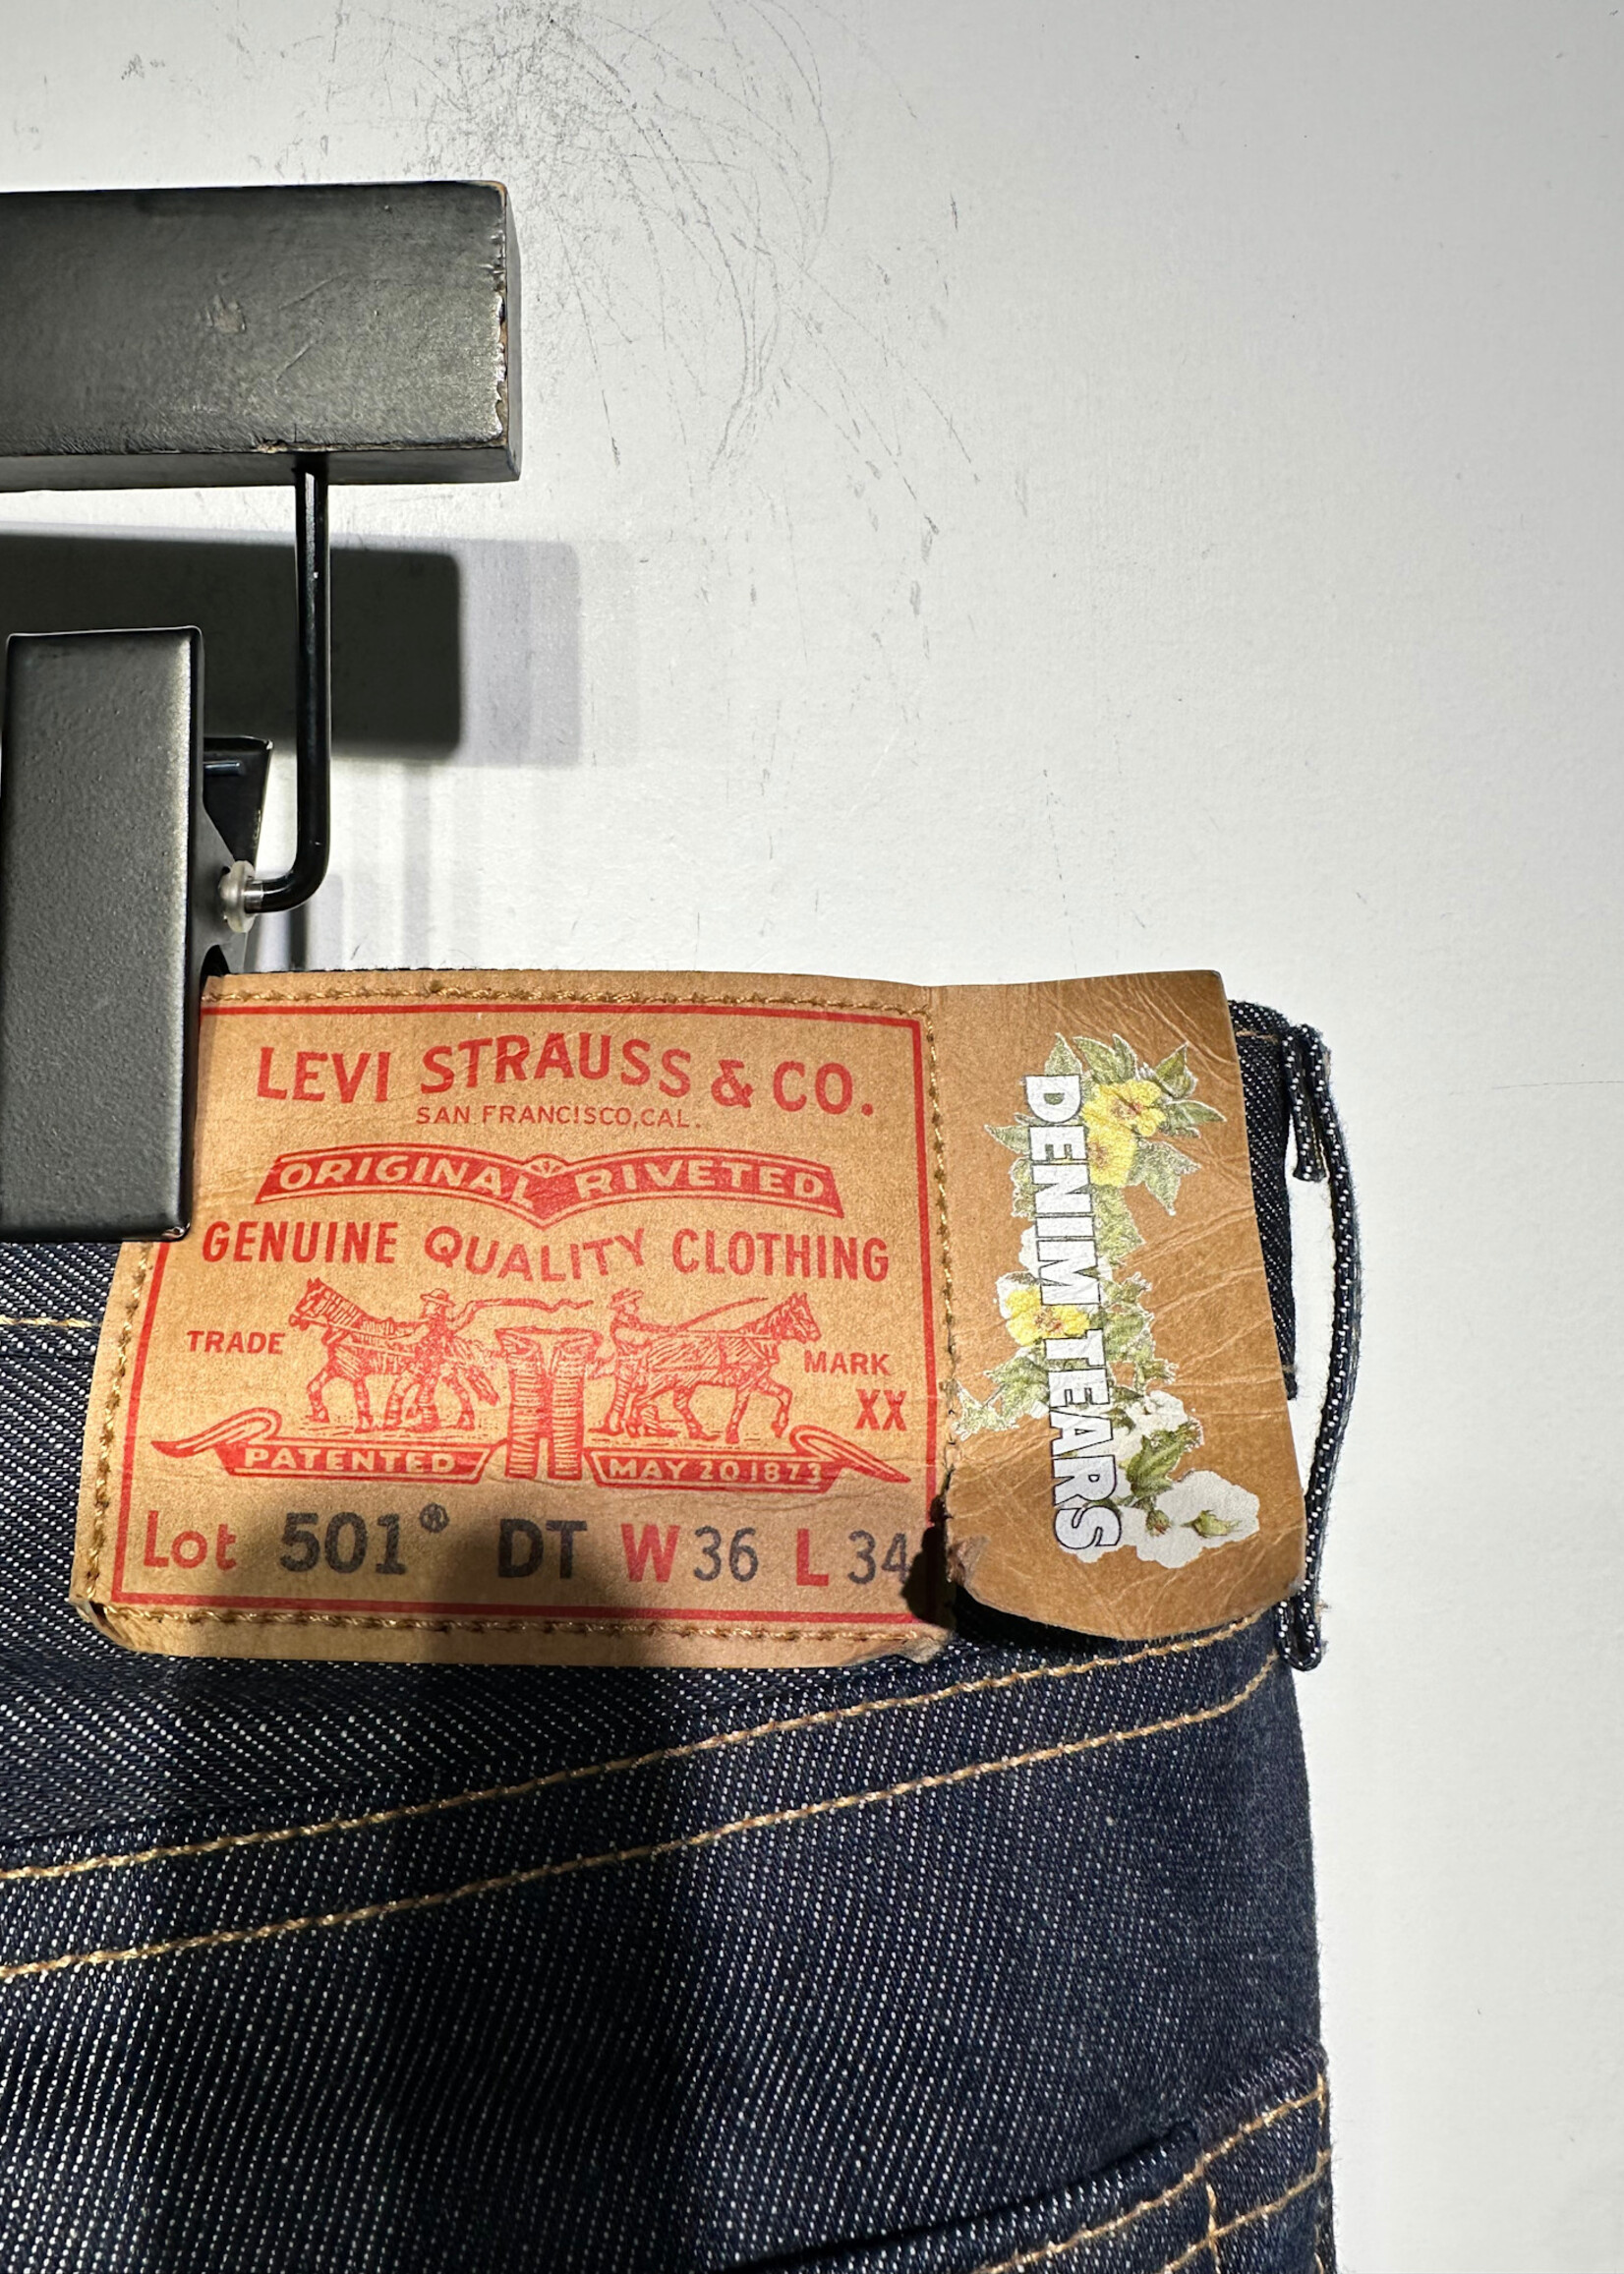 LEVI STRAUSS & CO.
SAN FRANCISCO, CAL.
ORIGINAL RIVETED
GENUINE QUALITY CLOTHING
TRADE MARK
XX
PATENTED MAY 20 1873
Lot 501® DT W 36 L 34
DENIM TEARS